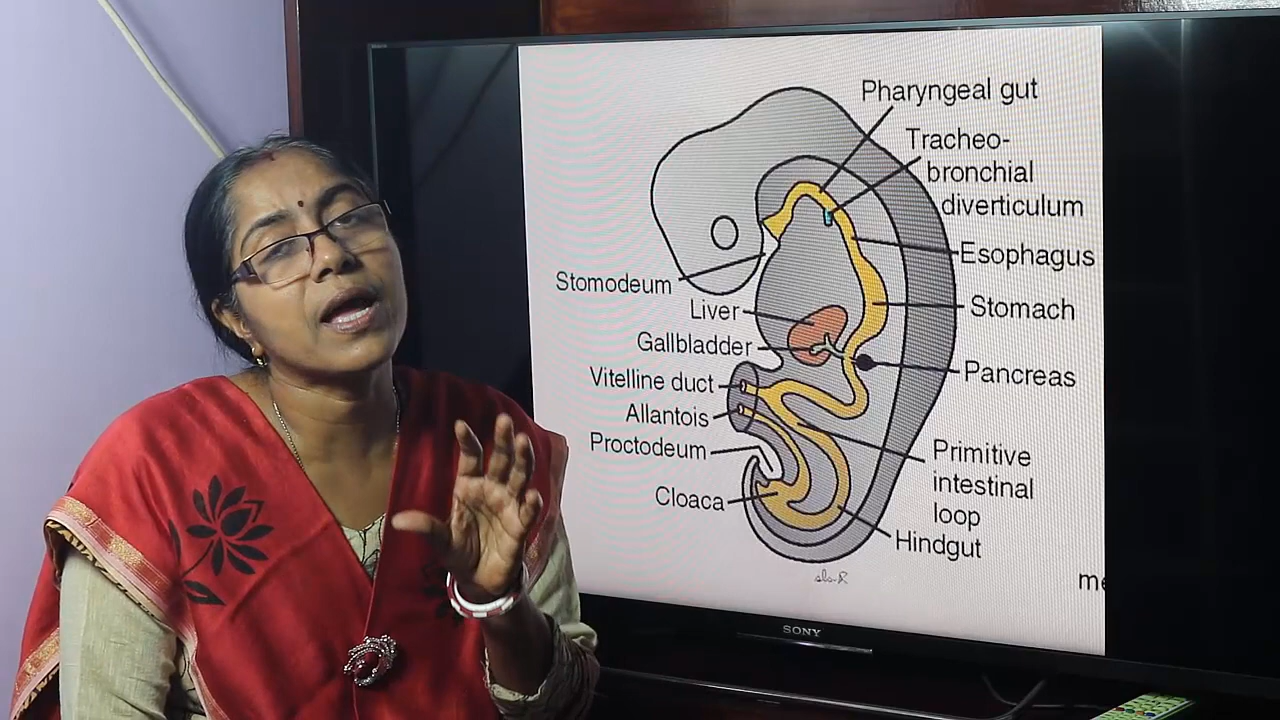 Pharyngeal gut
Tracheo-
bronchial
diverticulum
Esophagus
Stomodeum
Liver
Stomach
Gallbladder
Pancreas
Vitelline duct
Allantois
Proctodeum
Primitive
intestinal
loop
Cloaca
Hindgut
me
SONY